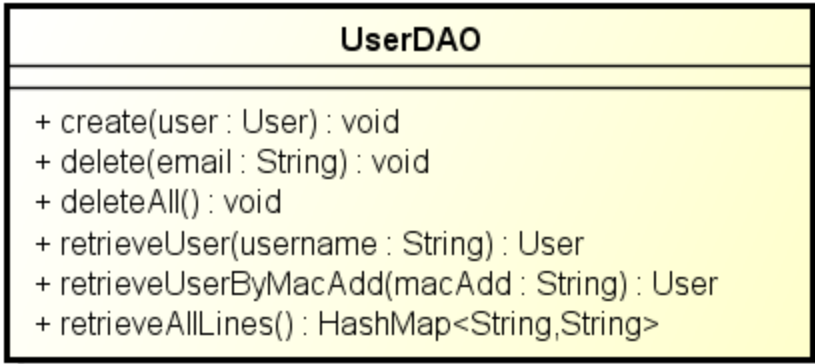 UserDAO
+ create(user : User) : void
+ delete(email : String) : void
+ deleteAll() : void
+ retrieveUser(username : String) : User
+ retrieveUserByMacAdd(macAdd : String) : User
+ retrieveAllLines() : HashMap<String,String>